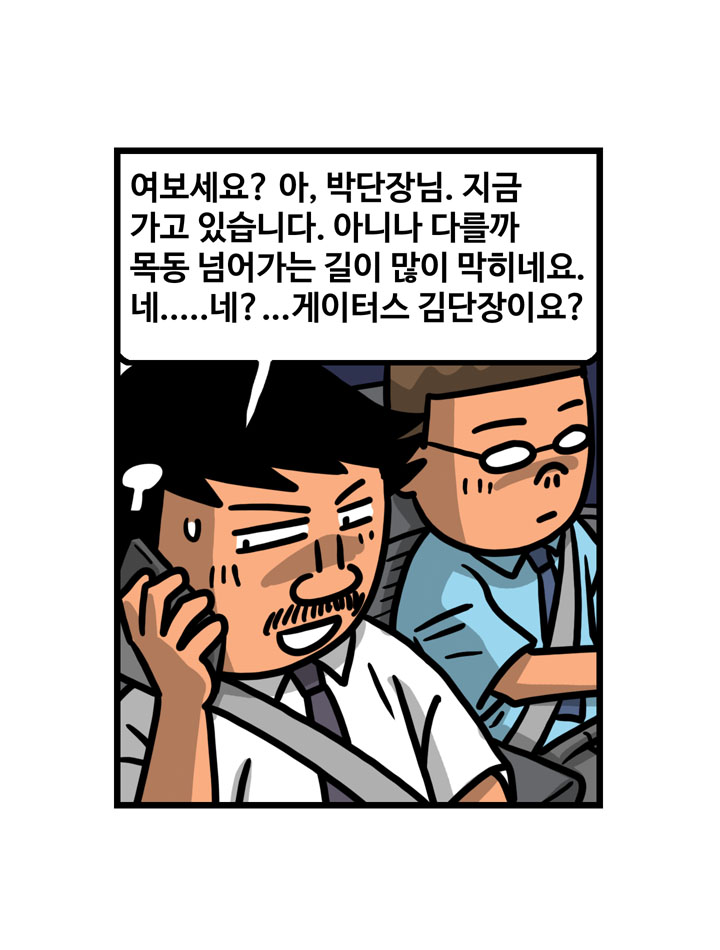 여보세요? 아, 박단장님. 지금
가고 있습니다. 아니나 다를까
목동 넘어가는 길이 많이 막히네요.
네.....네?...게이터스 김단장이요?